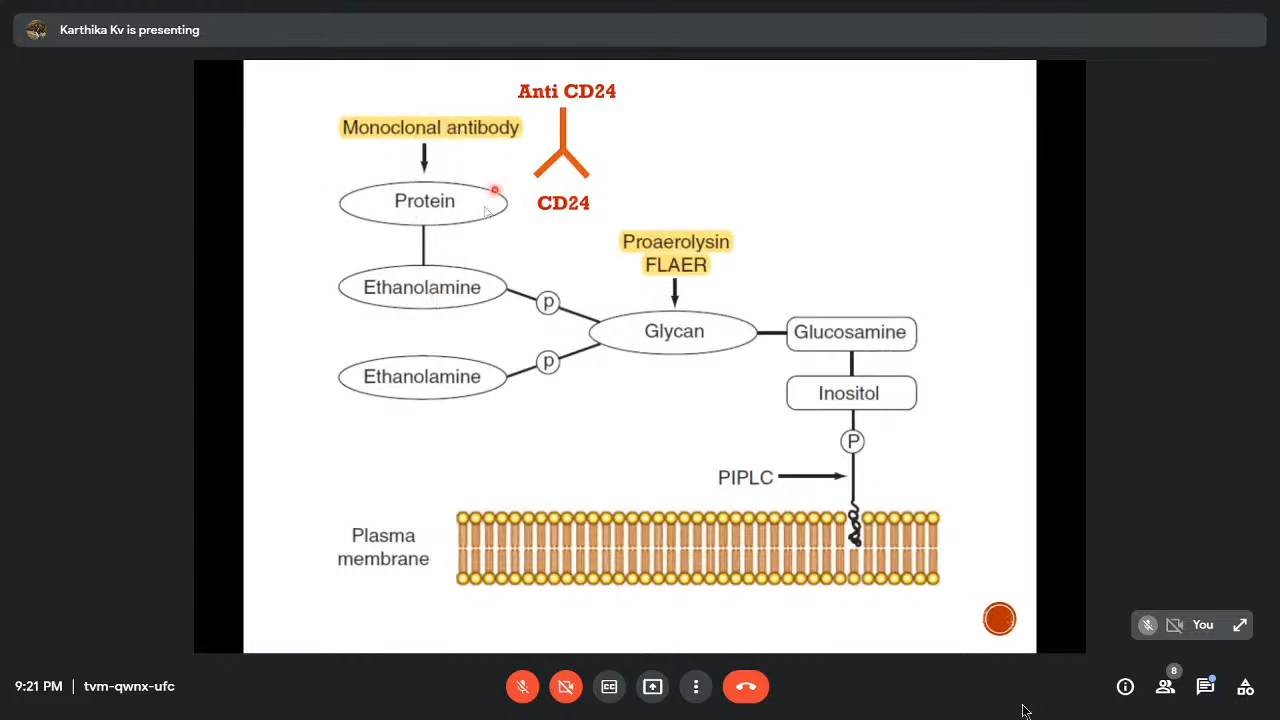 Karthika Kv is presenting
Anti CD24
Monoclonal antibody
Protein
CD24
Proaerolysin
FLAER
Ethanolamine
p
Glycan
Glucosamine
p
Ethanolamine
Inositol
P
PIPLC
Plasma
membrane
You
9:21 PM | tvm-qwnx-ufc
8